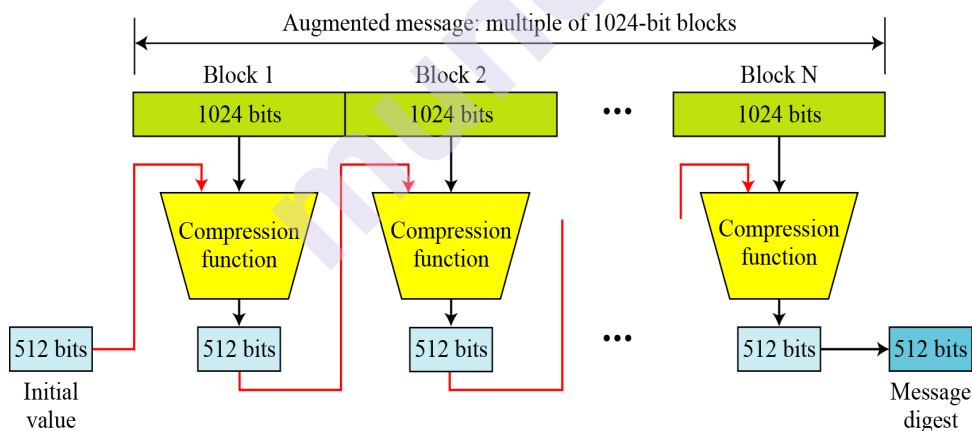 Augmented message: multiple of 1024-bit blocks
Block 1
Block 2
Block N
1024 bits
1024 bits
•••
1024 bits
Compression
function
Compression
function
Compression
function
512 bits
512 bits
512 bits
•••
512 bits
512 bits
Initial
value
Message
digest